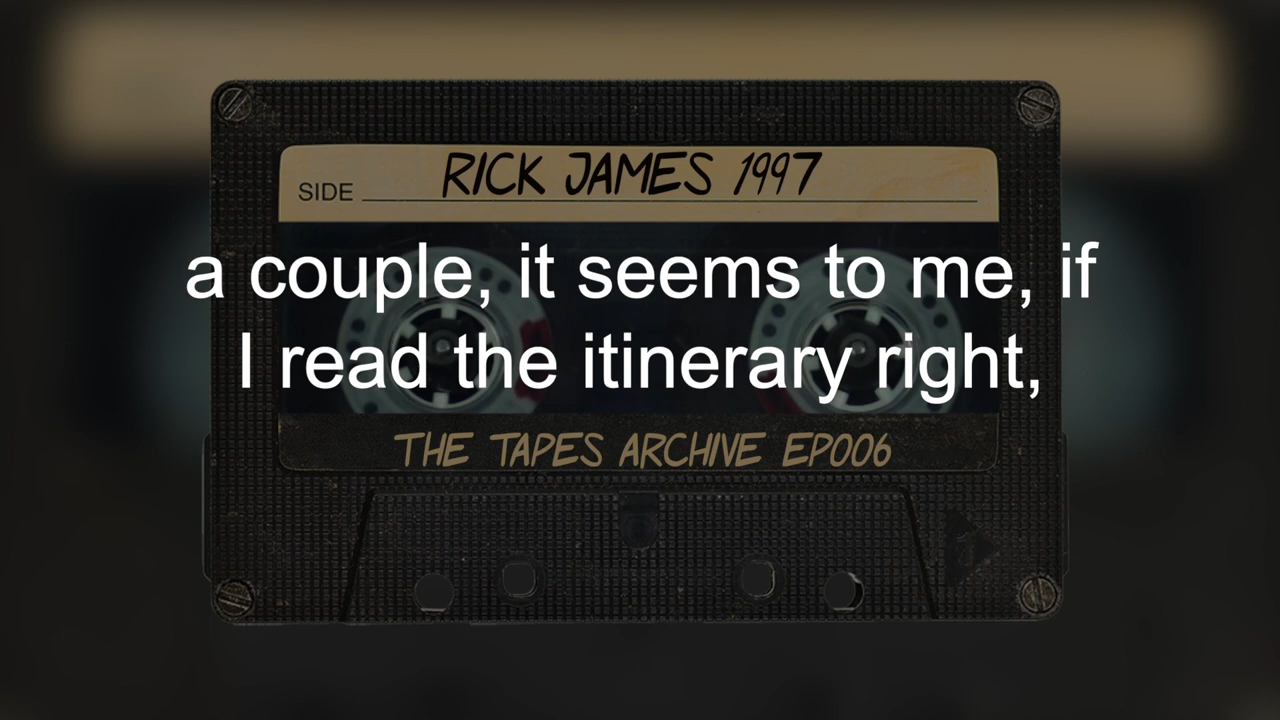 RICK JAMES 1997
SIDE
a couple, it seems to me, if
I read the itinerary right,
THE TAPES ARCHIVE EP006